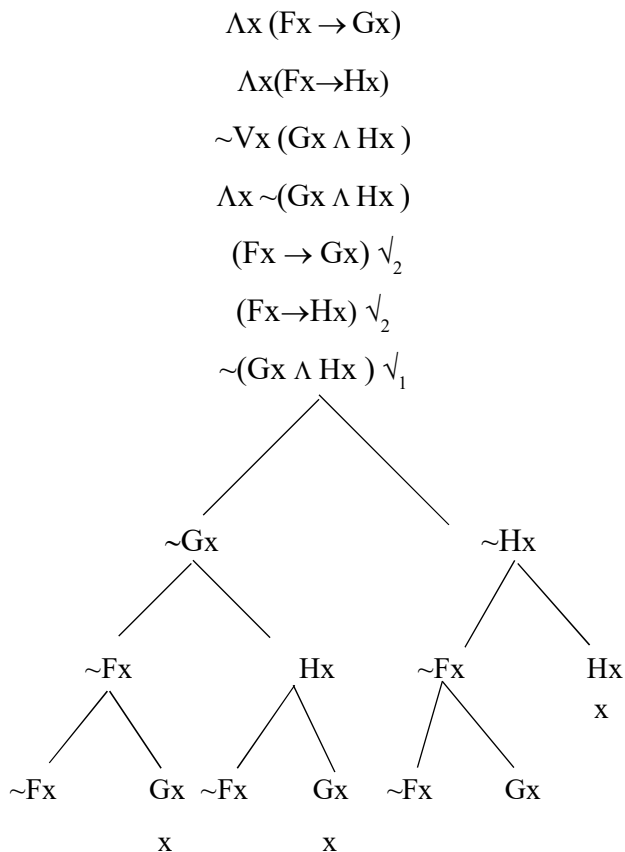 Λx (Fx → Gx)
Λx(Fx→Hx)
~Vx (Gx Λ Hx )
Λx ~(Gx Λ Hx )
(Fx → Gx) √₂
(Fx→Hx) √₂
~(Gx Λ Hx ) √₁
~Gx ~Hx
~Fx Hx ~Fx Hx
x
~Fx Gx ~Fx Gx ~Fx Gx
x x